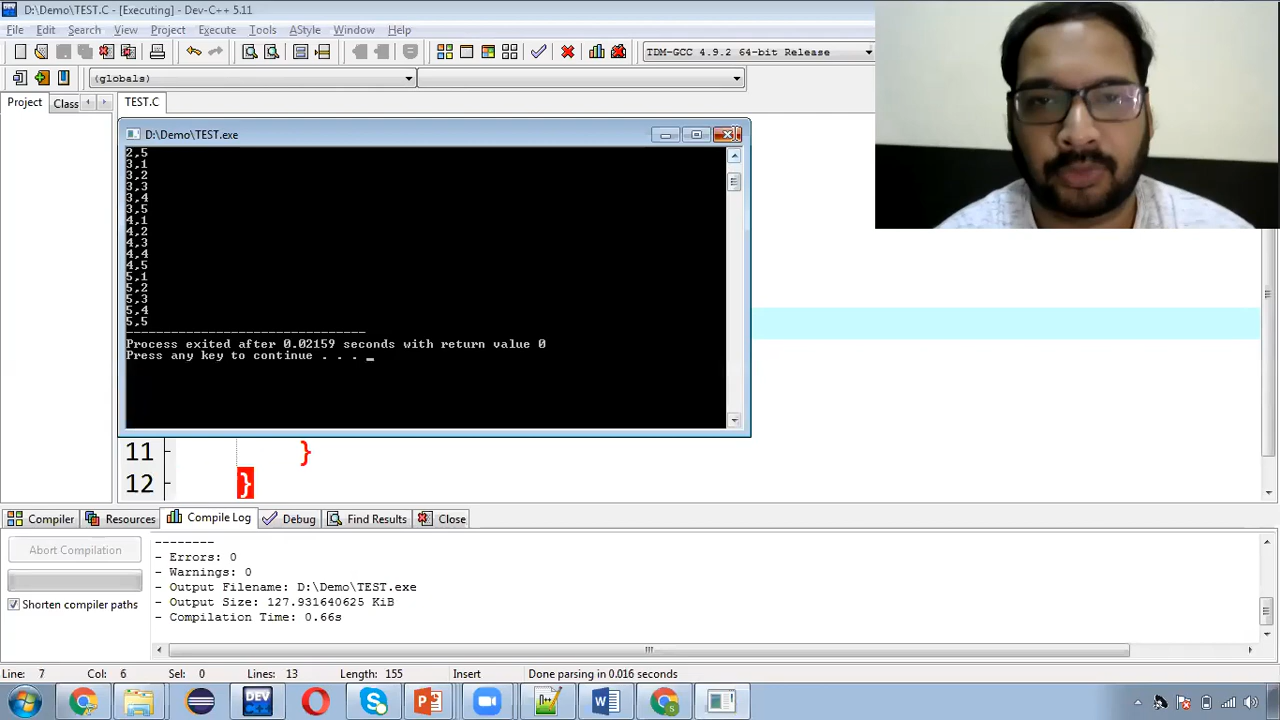 D:\Demo\TEST.C - [Executing] - Dev-C++ 5.11
File Edit Search View Project Execute Tools AStyle Window Help
TDM-GCC 4.9.2 64-bit Release
(globals)
Project Class TEST.C
D:\Demo\TEST.exe
2,5
3,1
3,2
3,3
3,4
3,5
4,1
4,2
4,3
4,4
4,5
5,1
5,2
5,3
5,4
5,5
--------------------------------
Process exited after 0.02159 seconds with return value 0
Press any key to continue . . . _
11 }
12 }
Compiler Resources Compile Log Debug Find Results Close
Abort Compilation
Shorten compiler paths
--------
- Errors: 0
- Warnings: 0
- Output Filename: D:\Demo\TEST.exe
- Output Size: 127.931640625 KiB
- Compilation Time: 0.66s
Line: 7 Col: 6 Sel: 0 Lines: 13 Length: 155 Insert Done parsing in 0.016 seconds
DEV